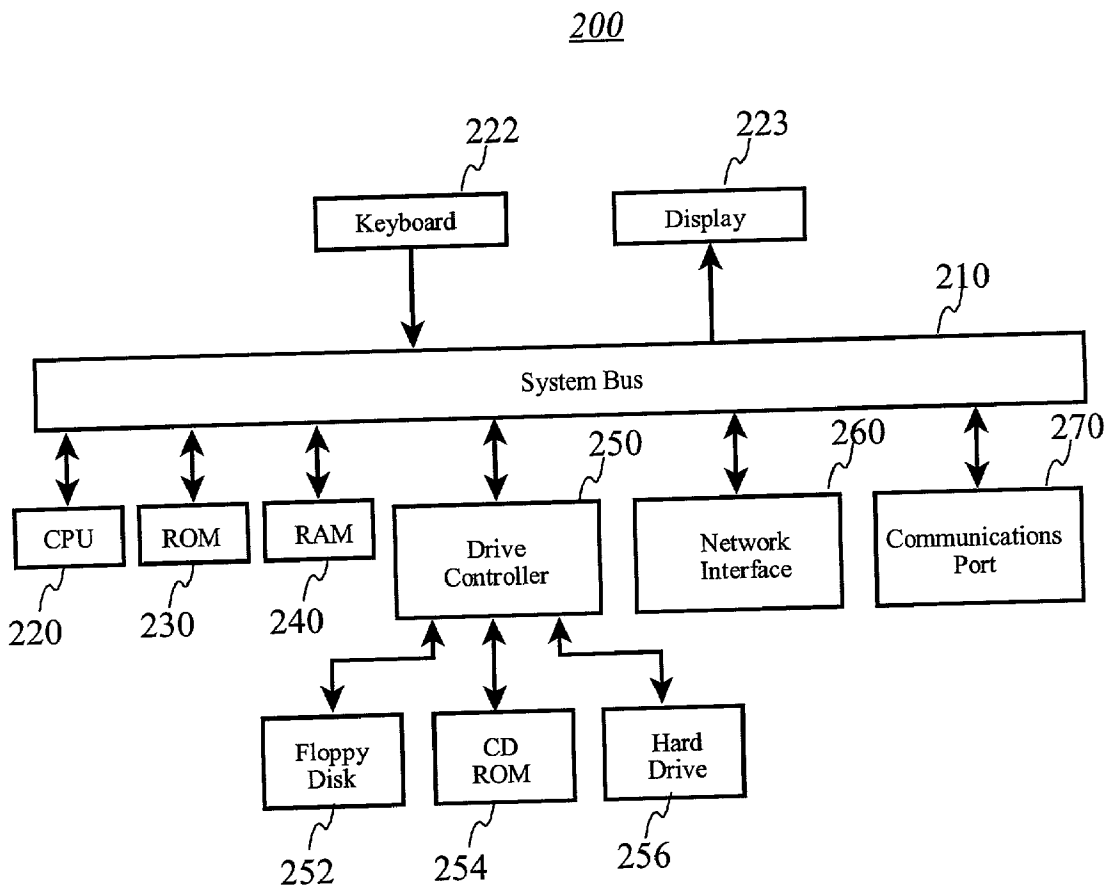 200
222
223
Keyboard
Display
210
System Bus
250
260
270
CPU
ROM
RAM
Drive
Controller
Network
Interface
Communications
Port
220
230
240
Floppy
Disk
CD
ROM
Hard
Drive
252
254
256